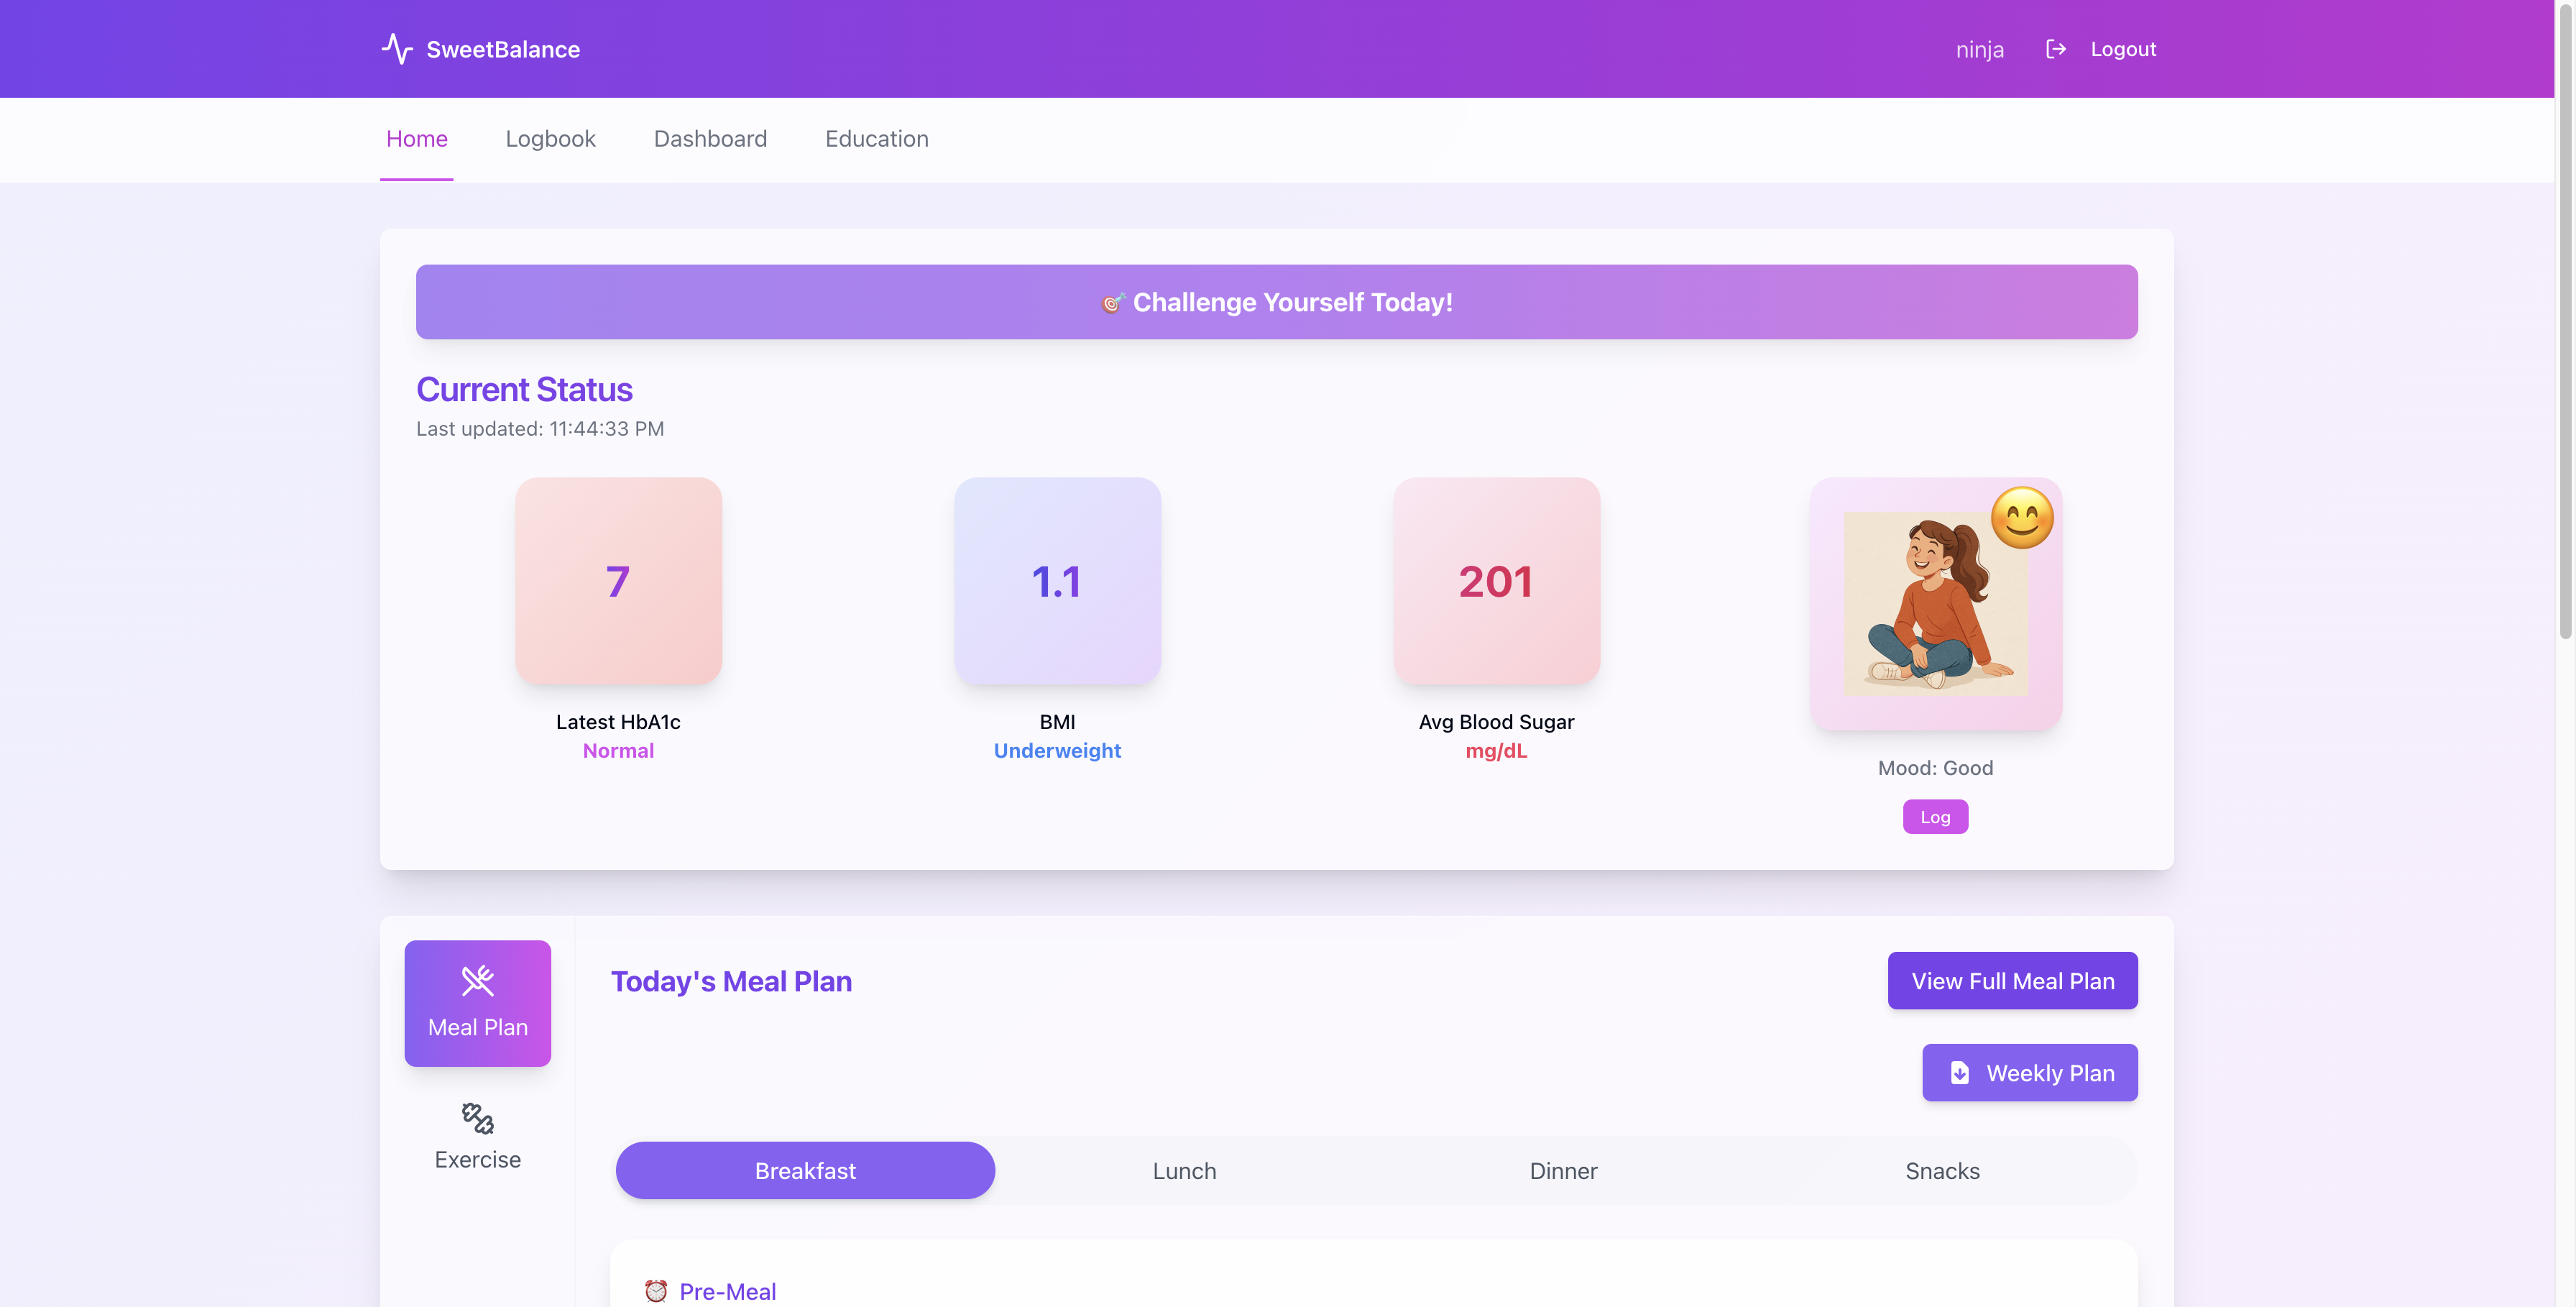 SweetBalance
ninja
Logout
Home
Logbook
Dashboard
Education
🎯 Challenge Yourself Today!
Current Status
Last updated: 11:44:33 PM
7
Latest HbA1c
Normal
1.1
BMI
Underweight
201
Avg Blood Sugar
mg/dL
Mood: Good
Log
Meal Plan
Exercise
Today's Meal Plan
View Full Meal Plan
Weekly Plan
Breakfast
Lunch
Dinner
Snacks
⏰ Pre-Meal